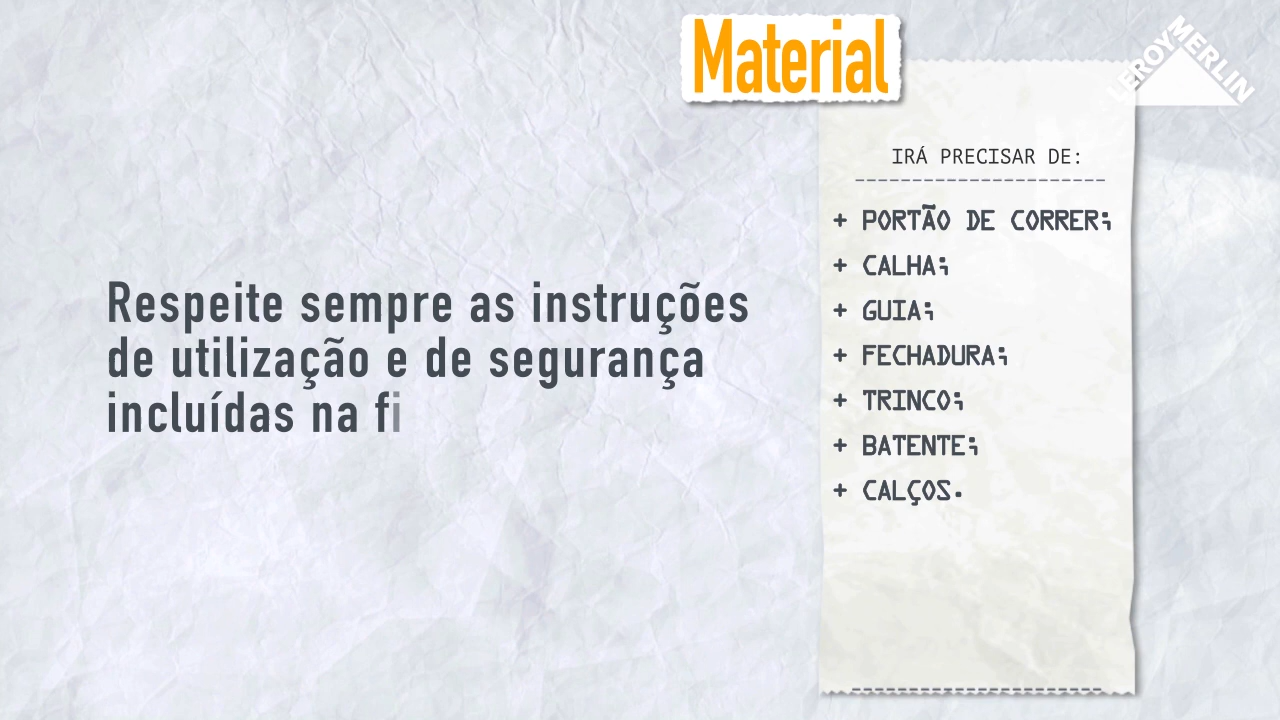 Material
LEROY MERLIN
IRÁ PRECISAR DE:
+ PORTÃO DE CORRER;
+ CALHA;
+ GUIA;
+ FECHADURA;
+ TRINCO;
+ BATENTE;
+ CALÇOS.
Respeite sempre as instruções
de utilização e de segurança
incluídas na fi